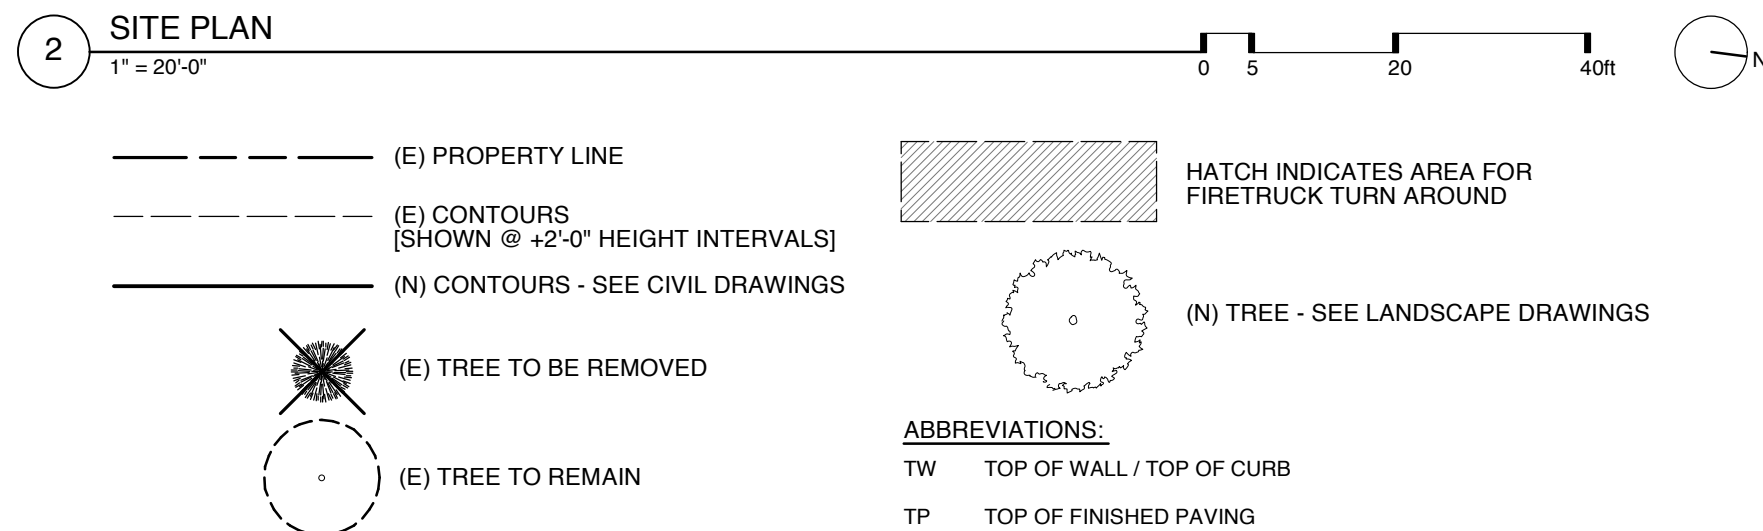 2
SITE PLAN
1" = 20'-0"
0 5 20 40ft
N
(E) PROPERTY LINE
(E) CONTOURS
[SHOWN @ +2'-0" HEIGHT INTERVALS]
(N) CONTOURS - SEE CIVIL DRAWINGS
(E) TREE TO BE REMOVED
(E) TREE TO REMAIN
HATCH INDICATES AREA FOR
FIRETRUCK TURN AROUND
(N) TREE - SEE LANDSCAPE DRAWINGS
ABBREVIATIONS:
TW TOP OF WALL / TOP OF CURB
TP TOP OF FINISHED PAVING